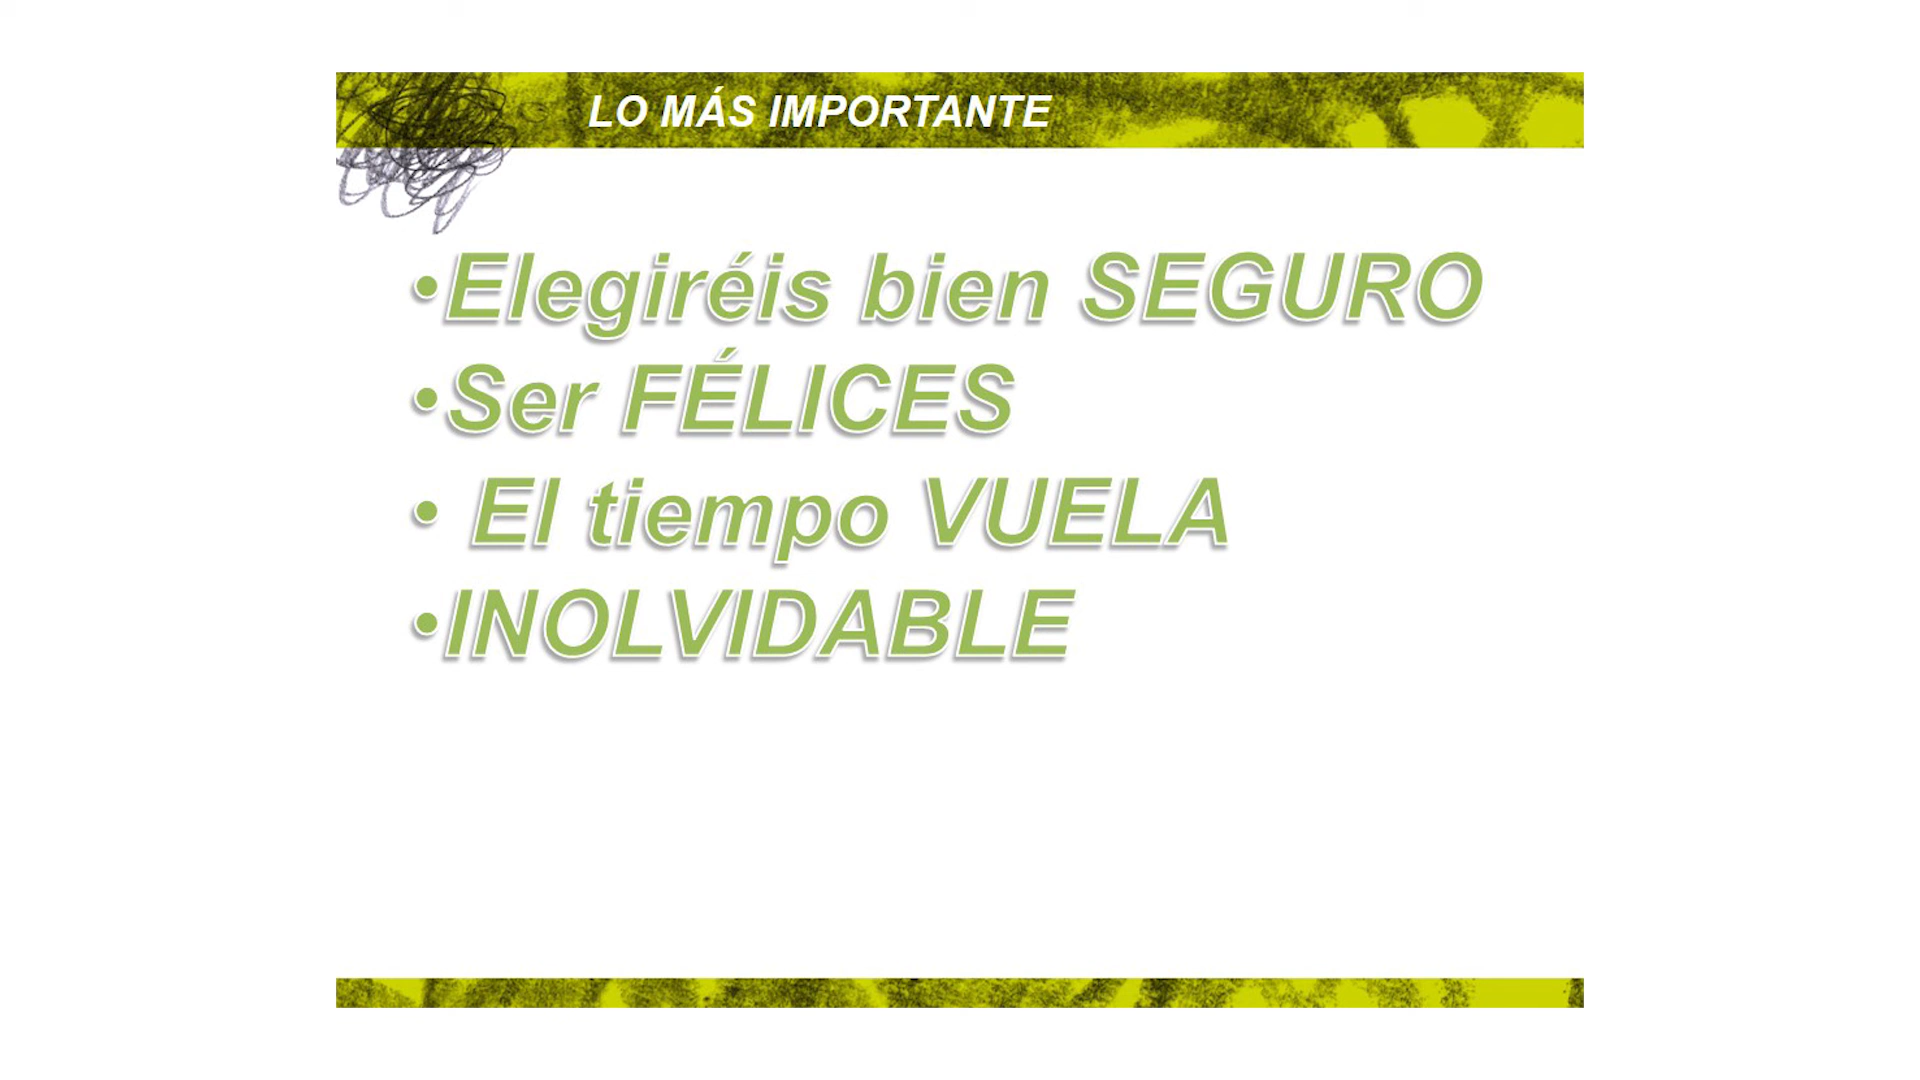 LO MÁS IMPORTANTE
•Elegiréis bien SEGURO
•Ser FÉLICES
• El tiempo VUELA
•INOLVIDABLE